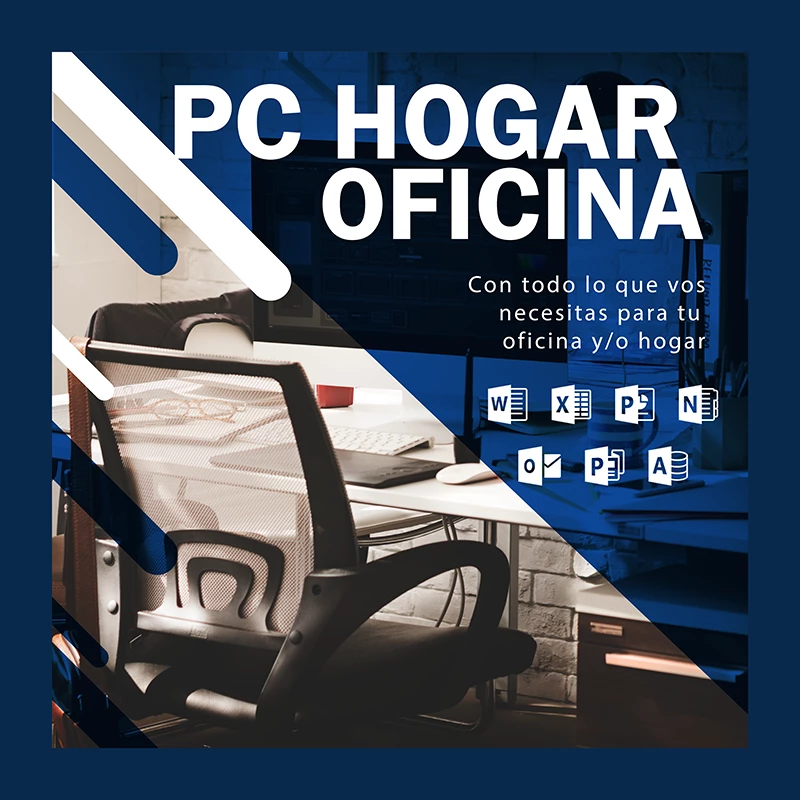 PC HOGAR
OFICINA
Con todo lo que vos
necesitas para tu
oficina y/o hogar
W X P N
O P A